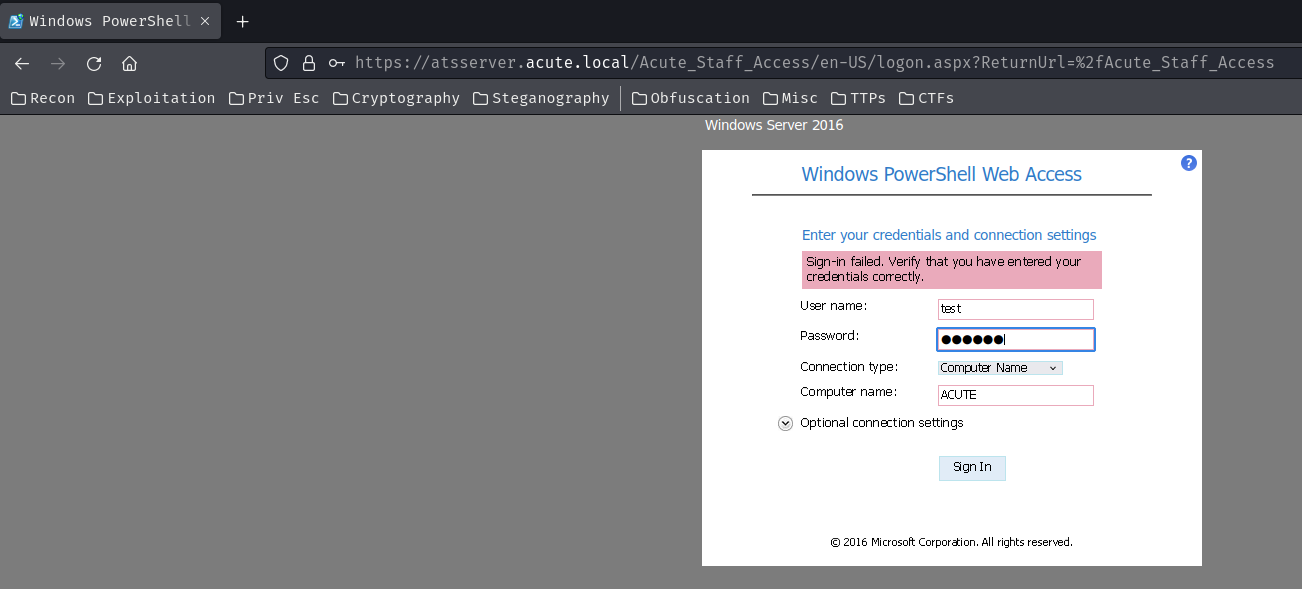 Windows PowerShell
https://atsserver.acute.local/Acute_Staff_Access/en-US/logon.aspx?ReturnUrl=%2fAcute_Staff_Access
Recon Exploitation Priv Esc Cryptography Steganography Obfuscation Misc TTPs CTFs
Windows Server 2016
?
Windows PowerShell Web Access
Enter your credentials and connection settings
Sign-in failed. Verify that you have entered your
credentials correctly.
User name: test
Password: ●●●●●●
Connection type: Computer Name
Computer name: ACUTE
Optional connection settings
Sign In
© 2016 Microsoft Corporation. All rights reserved.